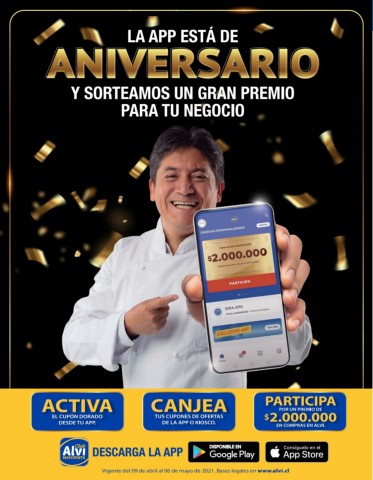 LA APP ESTÁ DE
ANIVERSARIO
Y SORTEAMOS UN GRAN PREMIO
PARA TU NEGOCIO
$2.000.000
PARTICIPA
EXCLUSIVO APP
ACTIVA
EL CUPÓN DORADO
DESDE TU APP.
CANJEA
TUS CUPONES DE OFERTAS
DE LA APP O KIOSCO.
PARTICIPA
POR UN PREMIO DE
$2.000.000
EN COMPRAS EN ALVI.
Alvi
MAYORISTA
DESCARGA LA APP
DISPONIBLE EN
Google Play
Consíguelo en el
App Store
Vigente del 09 de abril al 06 de mayo de 2021. Bases legales en www.alvi.cl